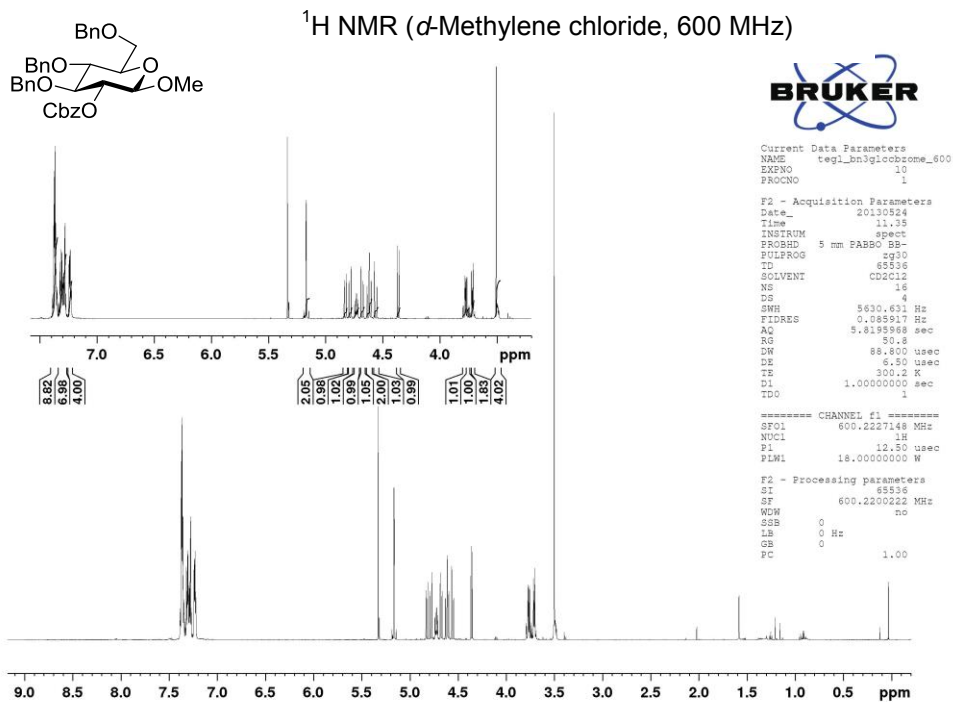 ¹H NMR (d-Methylene chloride, 600 MHz)
BnO
BnO
O
BnO
OMe
CbzO
BRUKER
Current Data Parameters
NAME tegl_bn3glccbzome_600
EXPNO 10
PROCNO 1
F2 - Acquisition Parameters
Date_ 20130524
Time 11.35
INSTRUM spect
PROBHD 5 mm PABBO BB-
PULPROG zg30
TD 65536
SOLVENT CD2Cl2
NS 16
DS 4
SWH 5630.631 Hz
FIDRES 0.085917 Hz
AQ 5.8195968 sec
RG 50.8
DW 88.800 usec
DE 6.50 usec
TE 300.2 K
D1 1.00000000 sec
TD0 1
======== CHANNEL f1 ========
SFO1 600.2227148 MHz
NUC1 1H
P1 12.50 usec
PLW1 18.00000000 W
F2 - Processing parameters
SI 65536
SF 600.2200222 MHz
WDW no
SSB 0
LB 0 Hz
GB 0
PC 1.00
7.0 6.5 6.0 5.5 5.0 4.5 4.0 ppm
8.82 6.98 4.00 2.05 0.98 1.02 0.99 1.05 2.00 1.03 0.99 1.01 1.00 1.83 4.02
9.0 8.5 8.0 7.5 7.0 6.5 6.0 5.5 5.0 4.5 4.0 3.5 3.0 2.5 2.0 1.5 1.0 0.5 ppm